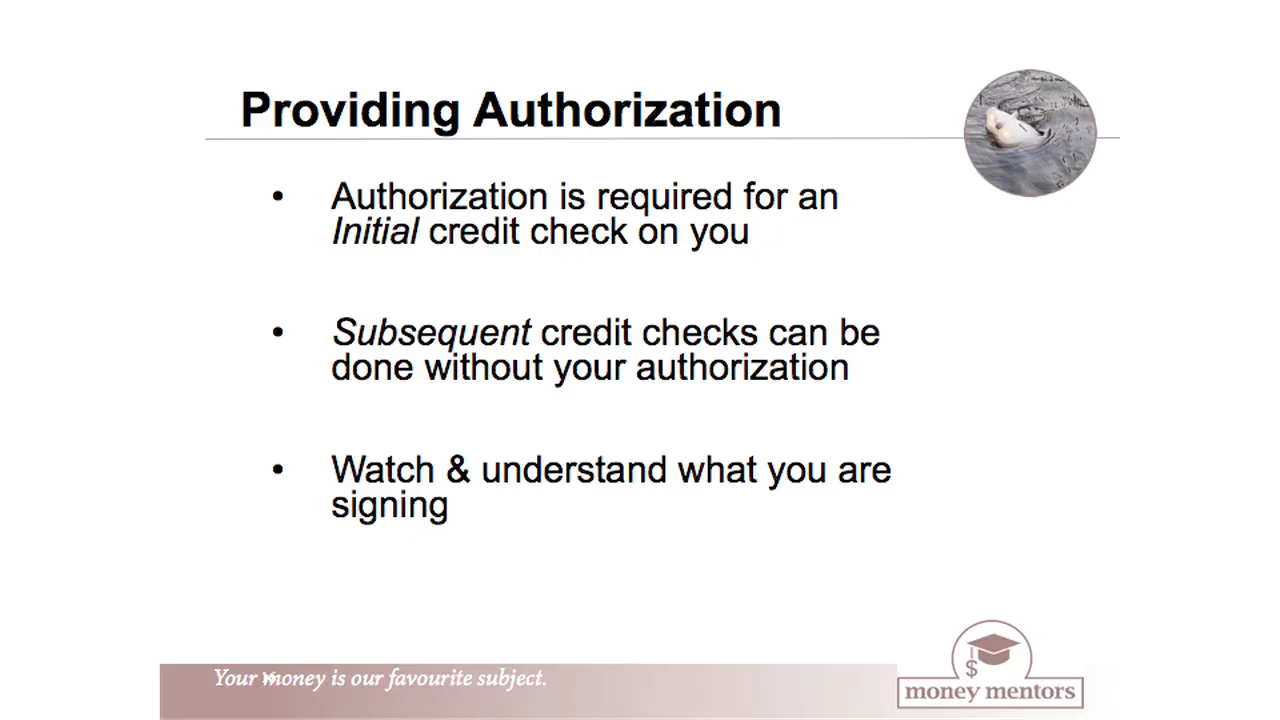 Providing Authorization
• Authorization is required for an
Initial credit check on you
• Subsequent credit checks can be
done without your authorization
• Watch & understand what you are
signing
Your money is our favourite subject.
$
money mentors